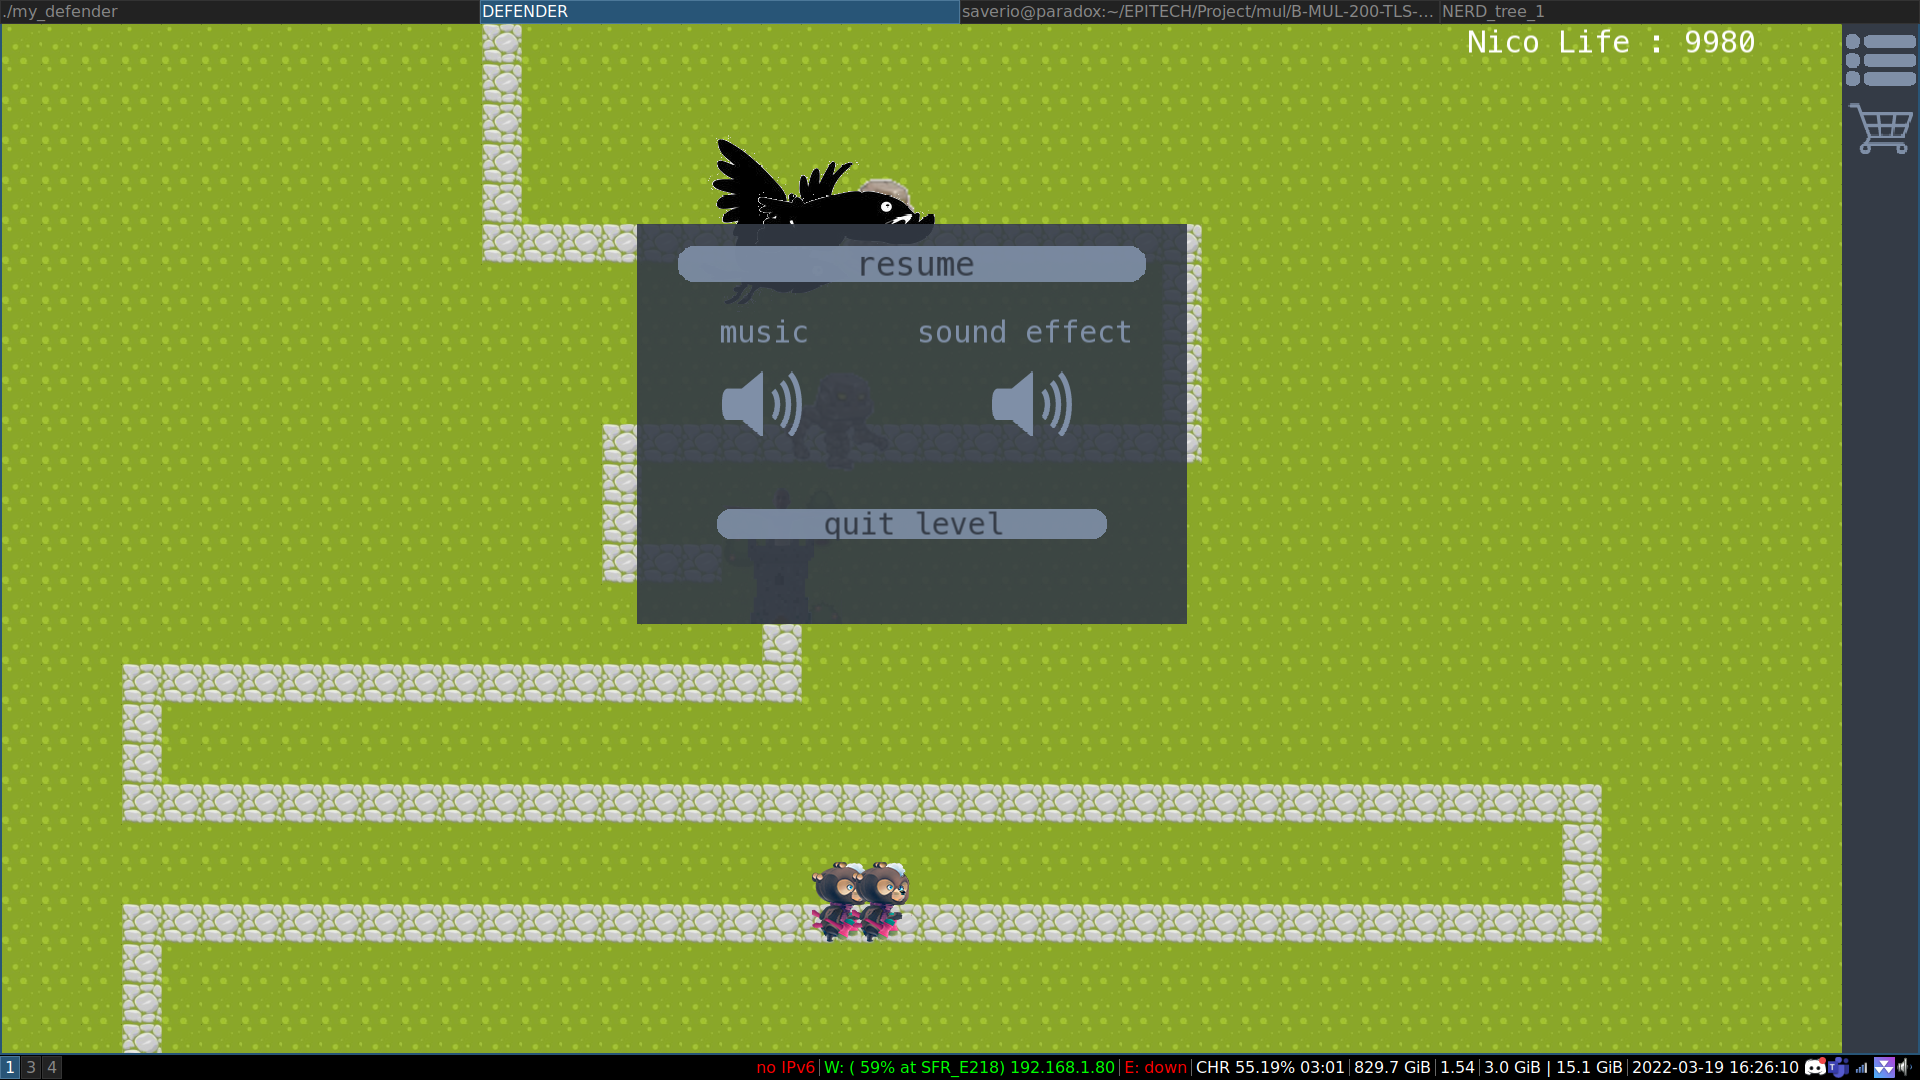 ./my_defender
DEFENDER
saverio@paradox:~/EPITECH/Project/mul/B-MUL-200-TLS-...
NERD_tree_1
Nico Life : 9980
resume
music
sound effect
quit level
1 3 4
no IPv6|W: ( 59% at SFR_E218) 192.168.1.80|E: down|CHR 55.19% 03:01|829.7 GiB|1.54|3.0 GiB | 15.1 GiB|2022-03-19 16:26:10